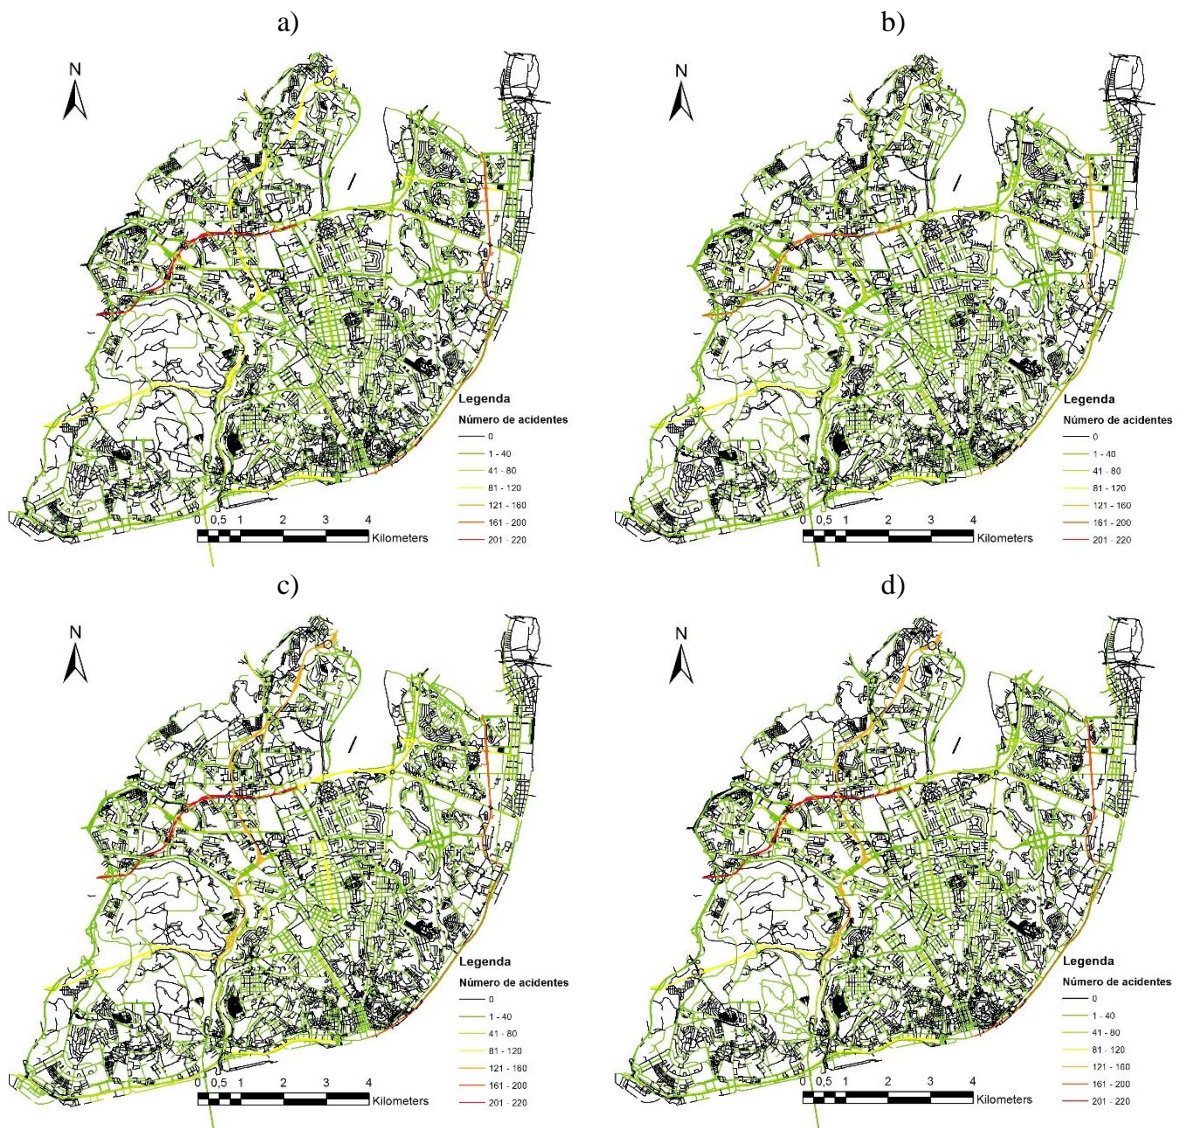 a)
N
Legenda
Número de acidentes
0
1 - 40
41 - 80
81 - 120
121 - 160
161 - 200
201 - 220
0 0,5 1 2 3 4
Kilometers
b)
N
Legenda
Número de acidentes
0
1 - 40
41 - 80
81 - 120
121 - 160
161 - 200
201 - 220
0 0,5 1 2 3 4
Kilometers
c)
N
Legenda
Número de acidentes
0
1 - 40
41 - 80
81 - 120
121 - 160
161 - 200
201 - 220
0 0,5 1 2 3 4
Kilometers
d)
N
Legenda
Número de acidentes
0
1 - 40
41 - 80
81 - 120
121 - 160
161 - 200
201 - 220
0 0,5 1 2 3 4
Kilometers